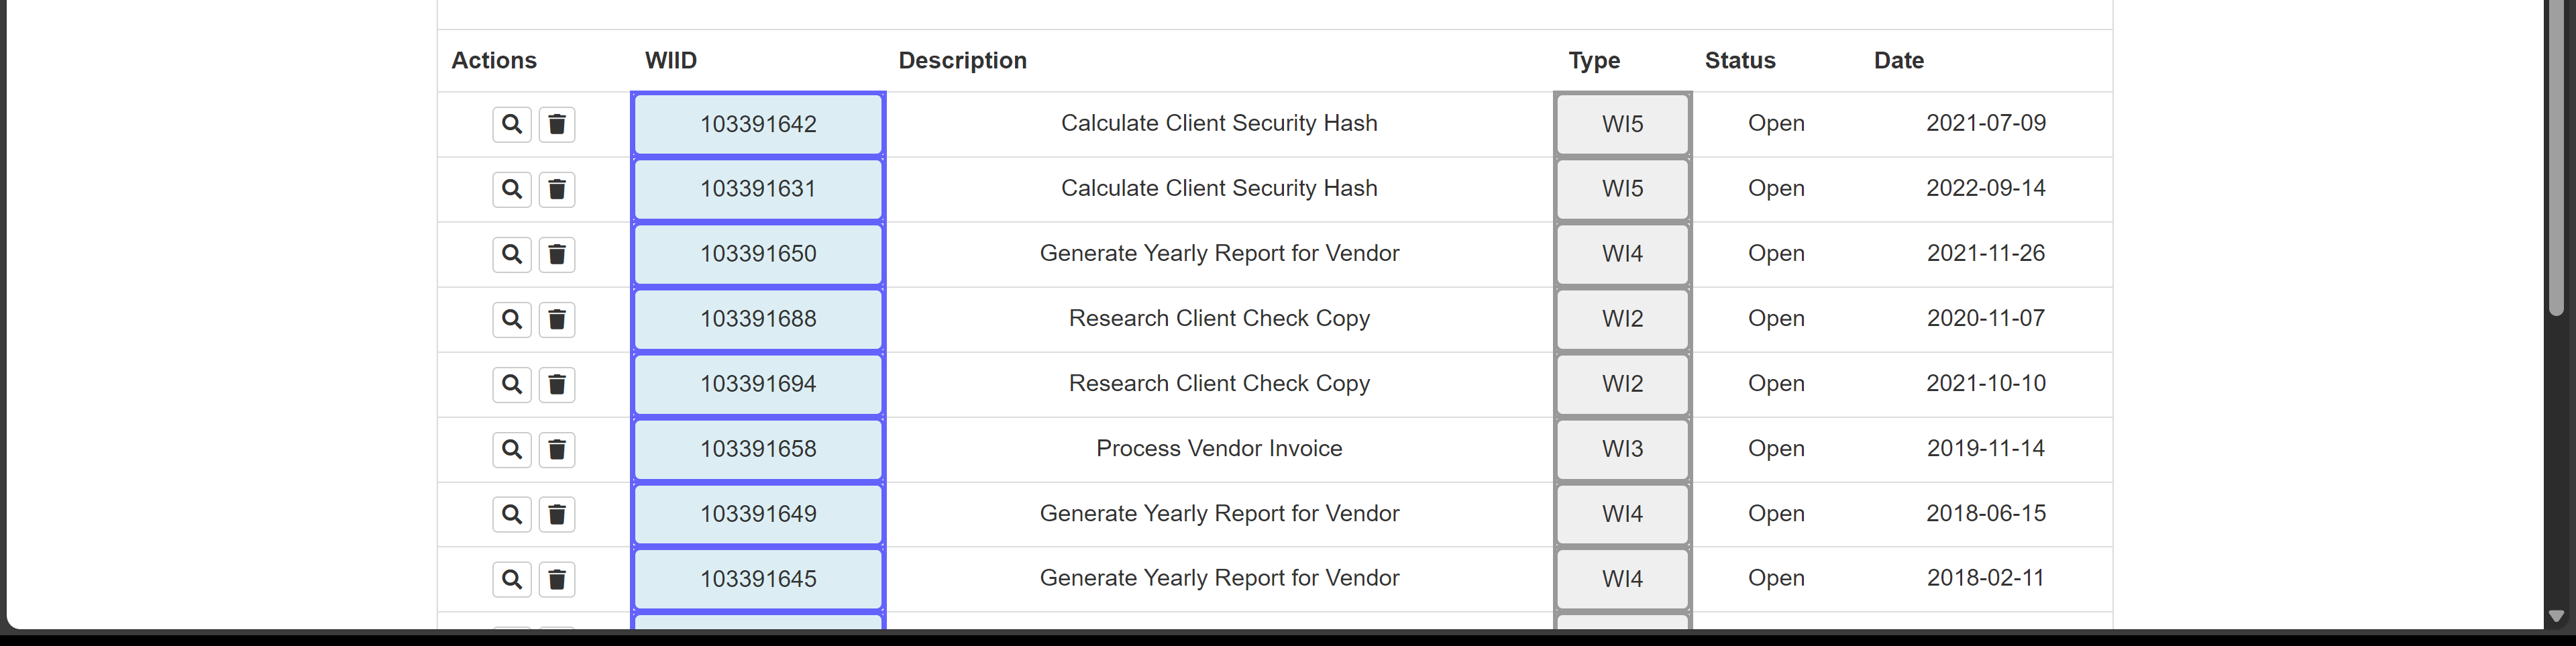 Actions WIID Description Type Status Date
103391642 Calculate Client Security Hash WI5 Open 2021-07-09
103391631 Calculate Client Security Hash WI5 Open 2022-09-14
103391650 Generate Yearly Report for Vendor WI4 Open 2021-11-26
103391688 Research Client Check Copy WI2 Open 2020-11-07
103391694 Research Client Check Copy WI2 Open 2021-10-10
103391658 Process Vendor Invoice WI3 Open 2019-11-14
103391649 Generate Yearly Report for Vendor WI4 Open 2018-06-15
103391645 Generate Yearly Report for Vendor WI4 Open 2018-02-11